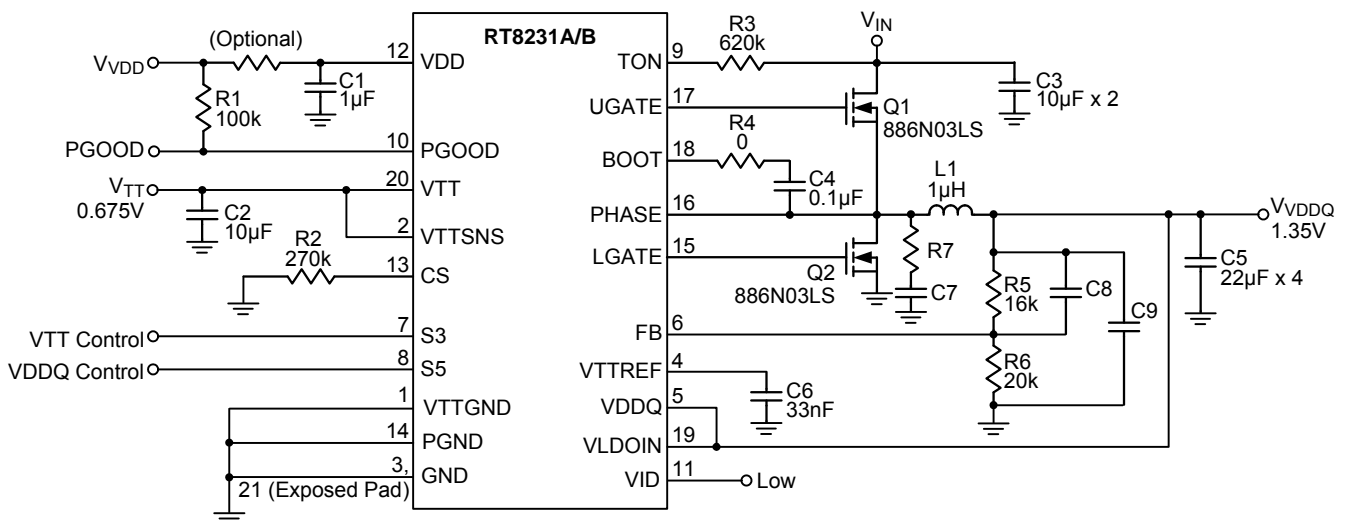 RT8231A/B
(Optional)
V_VDD
12
VDD
C1
1µF
R1
100k
PGOOD
10
PGOOD
V_TT
0.675V
20
VTT
C2
10µF
2
VTTSNS
R2
270k
13
CS
VTT Control
7
S3
VDDQ Control
8
S5
1
VTTGND
14
PGND
3,
GND
21 (Exposed Pad)
TON
9
R3
620k
V_IN
C3
10µF x 2
UGATE
17
Q1
886N03LS
BOOT
18
R4
0
C4
0.1µF
L1
1µH
PHASE
16
V_VDDQ
1.35V
LGATE
15
Q2
886N03LS
R7
C7
R5
16k
C8
C9
C5
22µF x 4
FB
6
R6
20k
VTTREF
4
C6
33nF
VDDQ
5
VLDOIN
19
VID
11
Low